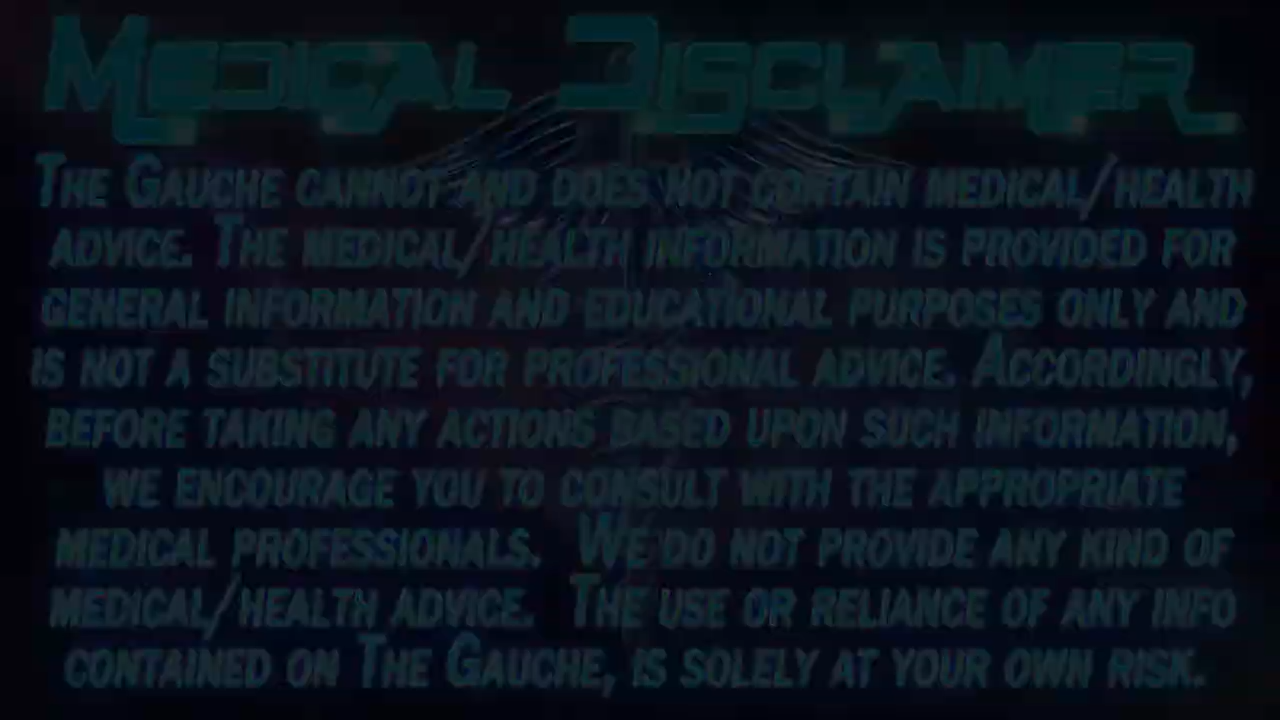 Medical Disclaimer
The Gauche cannot and does not contain medical/health
advice. The medical/health information is provided for
general information and educational purposes only and
is not a substitute for professional advice. Accordingly,
before taking any actions based upon such information,
we encourage you to consult with the appropriate
medical professionals. We do not provide any kind of
medical/health advice. The use or reliance of any info
contained on The Gauche, is solely at your own risk.